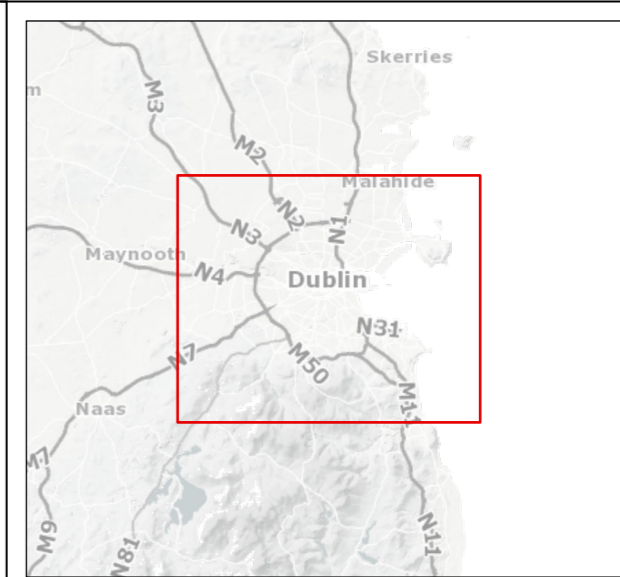 Skerries
m
M3
M2
Malahide
N2
N3
N1
Maynooth
N4
Dublin
N31
N7
M50
M11
Naas
M7
M9
N11
N81